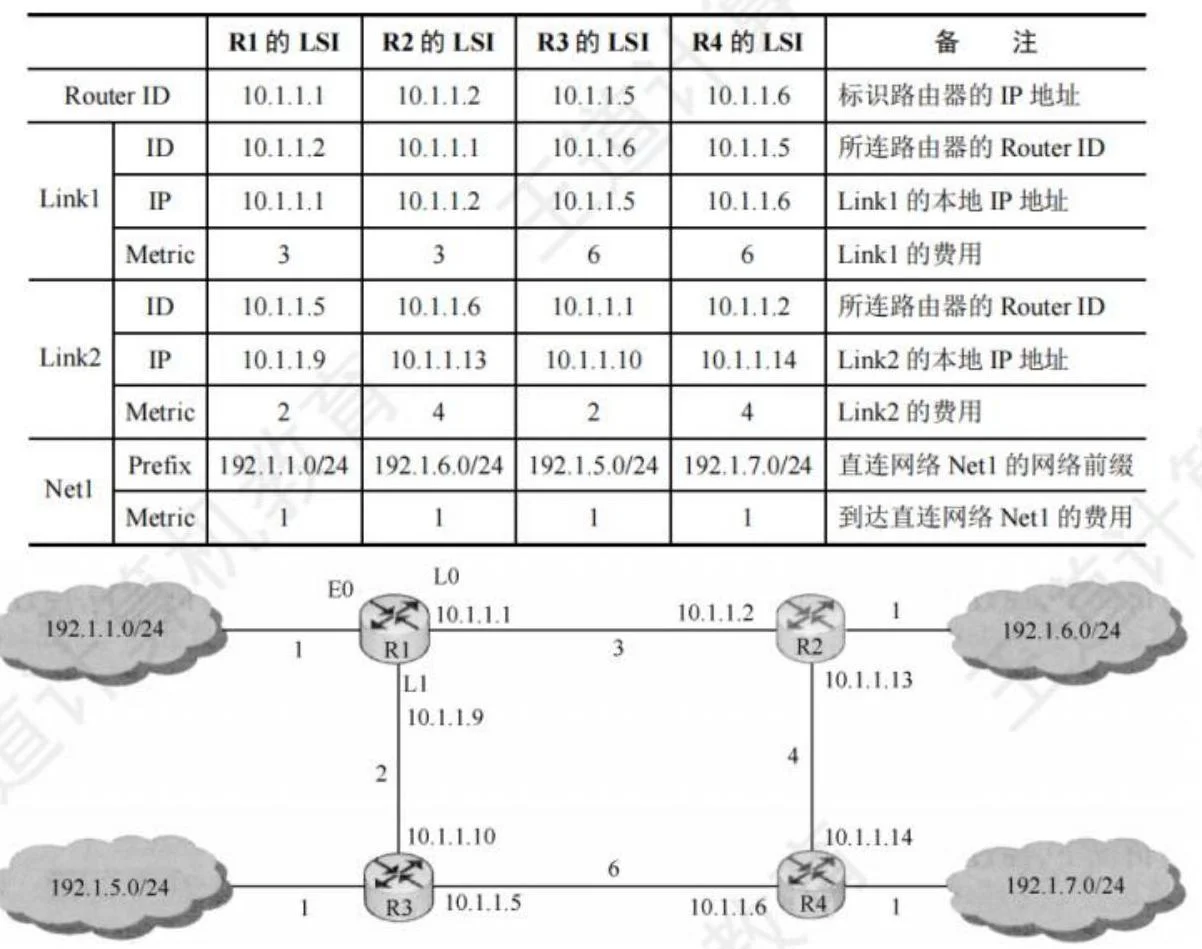 R1 的 LSI R2 的 LSI R3 的 LSI R4 的 LSI 备 注
Router ID 10.1.1.1 10.1.1.2 10.1.1.5 10.1.1.6 标识路由器的 IP 地址
Link1 ID 10.1.1.2 10.1.1.1 10.1.1.6 10.1.1.5 所连路由器的 Router ID
IP 10.1.1.1 10.1.1.2 10.1.1.5 10.1.1.6 Link1 的本地 IP 地址
Metric 3 3 6 6 Link1 的费用
Link2 ID 10.1.1.5 10.1.1.6 10.1.1.1 10.1.1.2 所连路由器的 Router ID
IP 10.1.1.9 10.1.1.13 10.1.1.10 10.1.1.14 Link2 的本地 IP 地址
Metric 2 4 2 4 Link2 的费用
Net1 Prefix 192.1.1.0/24 192.1.6.0/24 192.1.5.0/24 192.1.7.0/24 直连网络 Net1 的网络前缀
Metric 1 1 1 1 到达直连网络 Net1 的费用
E0 L0
192.1.1.0/24 10.1.1.1 10.1.1.2 1 192.1.6.0/24
1 R1 3 R2
L1 10.1.1.13
10.1.1.9
2 4
10.1.1.10 10.1.1.14
192.1.5.0/24 6 192.1.7.0/24
1 R3 10.1.1.5 10.1.1.6 R4 1
王道计算机教育